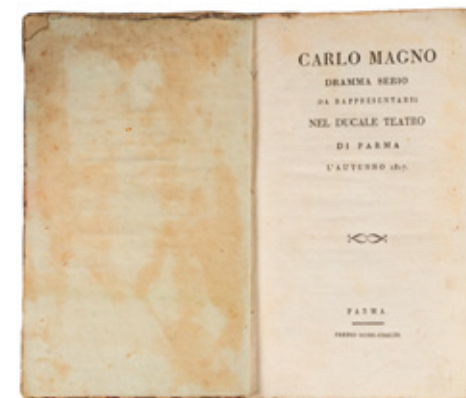 CARLO MAGNO
DRAMMA SERIO
DA RAPPRESENTARSI
NEL DUCALE TEATRO
DI PARMA
L'AUTUNNO 1817.
PARMA